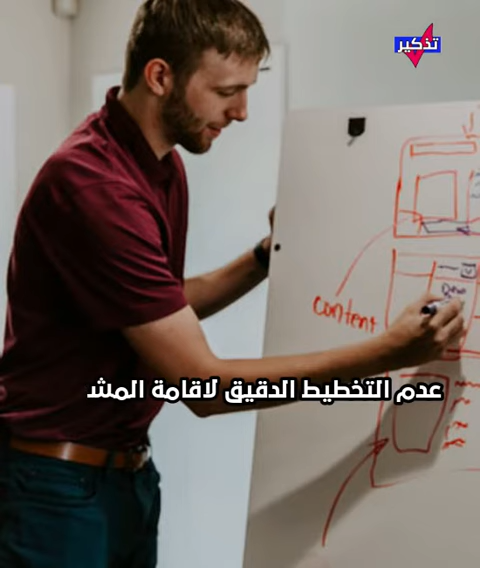 تذكير
content
عدم التخطيط الدقيق لاقامة المش